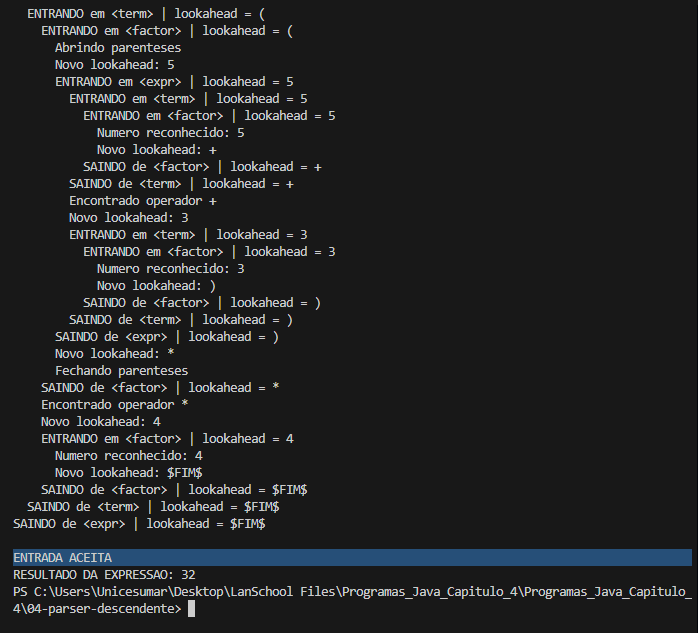 ENTRANDO em <term> | lookahead = (
ENTRANDO em <factor> | lookahead = (
Abrindo parenteses
Novo lookahead: 5
ENTRANDO em <expr> | lookahead = 5
ENTRANDO em <term> | lookahead = 5
ENTRANDO em <factor> | lookahead = 5
Numero reconhecido: 5
Novo lookahead: +
SAINDO de <factor> | lookahead = +
SAINDO de <term> | lookahead = +
Encontrado operador +
Novo lookahead: 3
ENTRANDO em <term> | lookahead = 3
ENTRANDO em <factor> | lookahead = 3
Numero reconhecido: 3
Novo lookahead: )
SAINDO de <factor> | lookahead = )
SAINDO de <term> | lookahead = )
SAINDO de <expr> | lookahead = )
Novo lookahead: *
Fechando parenteses
SAINDO de <factor> | lookahead = *
Encontrado operador *
Novo lookahead: 4
ENTRANDO em <factor> | lookahead = 4
Numero reconhecido: 4
Novo lookahead: $FIM$
SAINDO de <factor> | lookahead = $FIM$
SAINDO de <term> | lookahead = $FIM$
SAINDO de <expr> | lookahead = $FIM$
ENTRADA ACEITA
RESULTADO DA EXPRESSAO: 32
PS C:\Users\Unicesumar\Desktop\LanSchool Files\Programas_Java_Capitulo_4\Programas_Java_Capitulo_
4\04-parser-descendente>